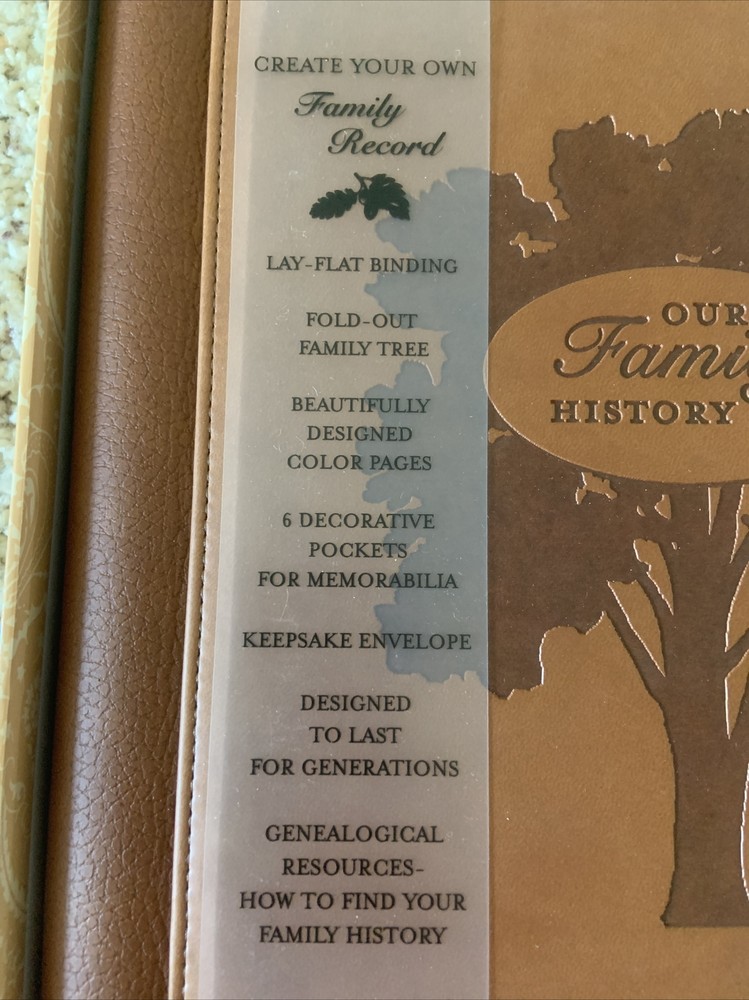 CREATE YOUR OWN
Family
Record
LAY-FLAT BINDING
FOLD-OUT
FAMILY TREE
BEAUTIFULLY
DESIGNED
COLOR PAGES
6 DECORATIVE
POCKETS
FOR MEMORABILIA
KEEPSAKE ENVELOPE
DESIGNED
TO LAST
FOR GENERATIONS
GENEALOGICAL
RESOURCES-
HOW TO FIND YOUR
FAMILY HISTORY
OUR
HISTORY